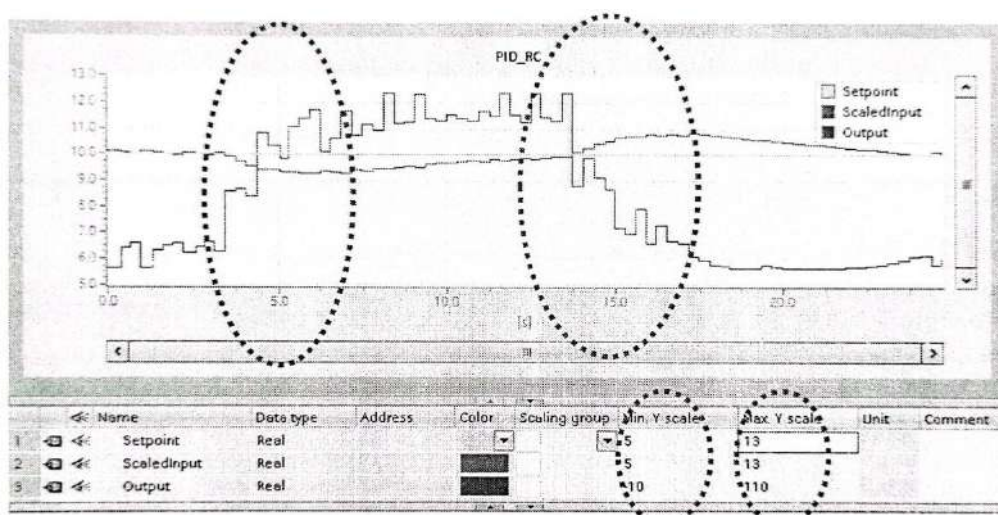 PID_RC
13.0
12.0
11.0
10.0
9.0
8.0
7.0
6.0
5.0
Setpoint
ScaledInput
Output
0.0 5.0 10.0 15.0 20.0
[s]
Name Data type Address Color Scaling group Min. Y scale Max. Y scale Unit Comment
1 Setpoint Real 5 13
2 ScaledInput Real 5 13
3 Output Real -10 110